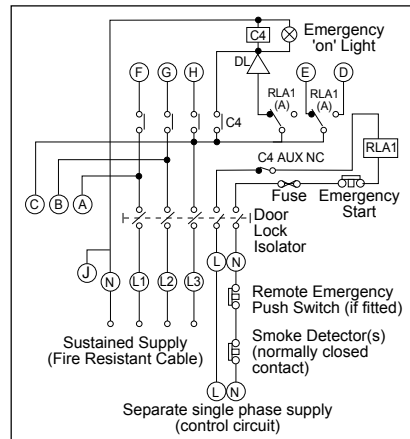 C4
Emergency
'on' Light
DL
F
G
H
E
D
RLA1
(A)
RLA1
(A)
C4
RLA1
C4 AUX NC
Fuse
Emergency
Start
C
B
A
Door
Lock
Isolator
J
N
L1
L2
L3
L
N
Remote Emergency
Push Switch (if fitted)
Sustained Supply
(Fire Resistant Cable)
Smoke Detector(s)
(normally closed
contact)
L
N
Separate single phase supply
(control circuit)